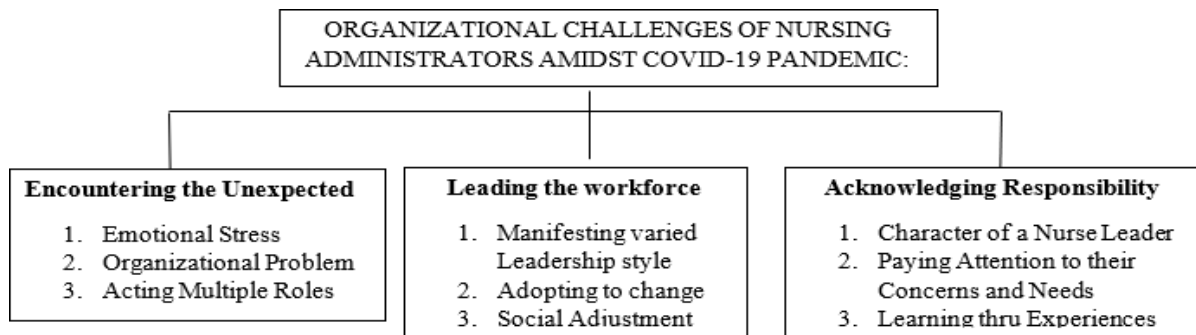 ORGANIZATIONAL CHALLENGES OF NURSING
ADMINISTRATORS AMIDST COVID-19 PANDEMIC:
Encountering the Unexpected
1. Emotional Stress
2. Organizational Problem
3. Acting Multiple Roles
Leading the workforce
1. Manifesting varied
Leadership style
2. Adopting to change
3. Social Adjustment
Acknowledging Responsibility
1. Character of a Nurse Leader
2. Paying Attention to their
Concerns and Needs
3. Learning thru Experiences